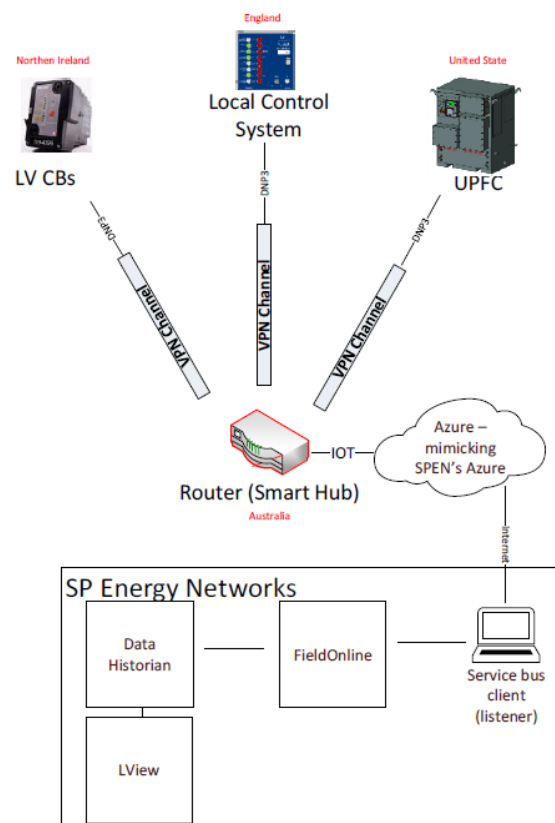 England
Northen Ireland
United State
Local Control
System
LV CBs
UPFC
DNP3
DNP3
DNP3
VPN Channel
VPN Channel
VPN Channel
Azure –
mimicking
SPEN's Azure
IOT
Router (Smart Hub)
Australia
Internet
SP Energy Networks
Data
Historian
FieldOnline
Service bus
client
(listener)
LView